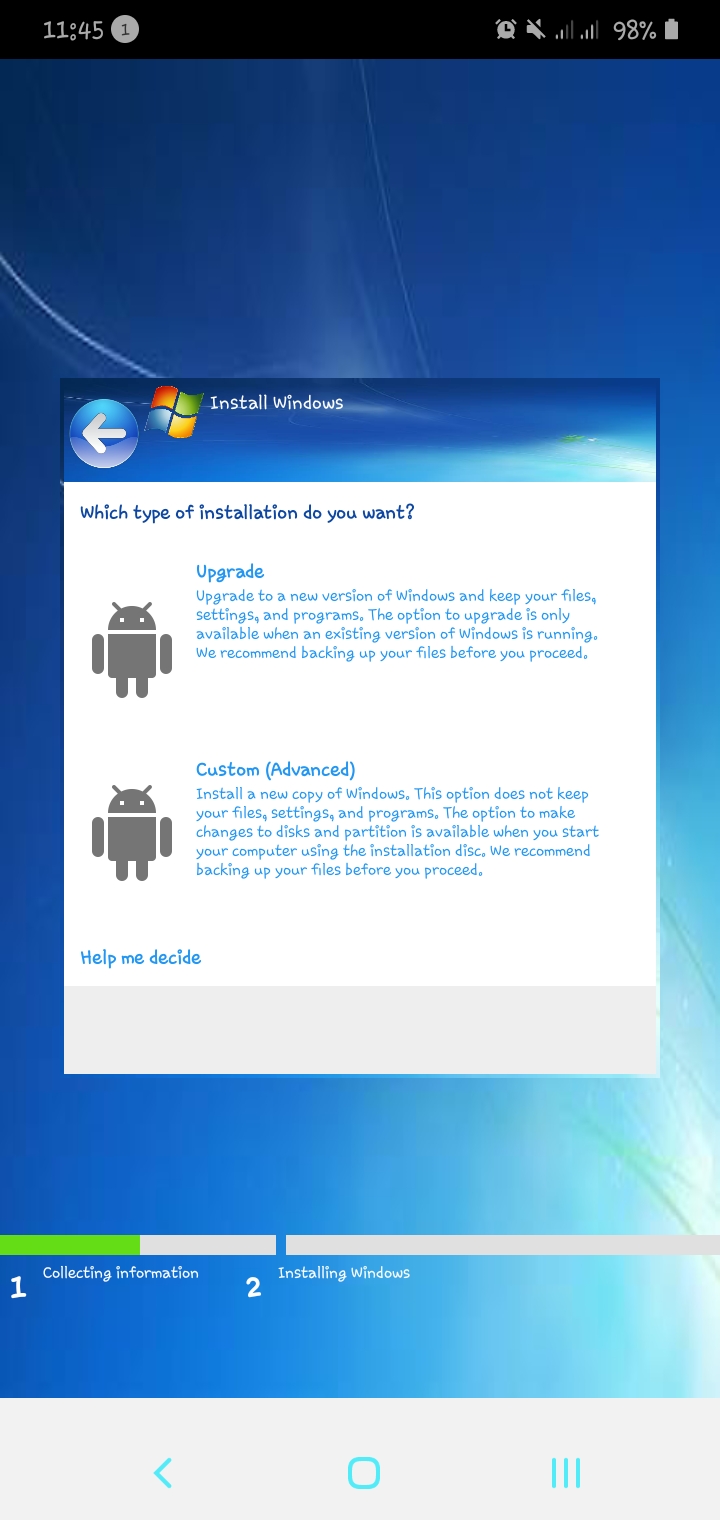 11:45 1 98%
Install Windows
Which type of installation do you want?
Upgrade
Upgrade to a new version of Windows and keep your files,
settings, and programs. The option to upgrade is only
available when an existing version of Windows is running.
We recommend backing up your files before you proceed.
Custom (Advanced)
Install a new copy of Windows. This option does not keep
your files, settings, and programs. The option to make
changes to disks and partition is available when you start
your computer using the installation disc. We recommend
backing up your files before you proceed.
Help me decide
1 Collecting information 2 Installing Windows